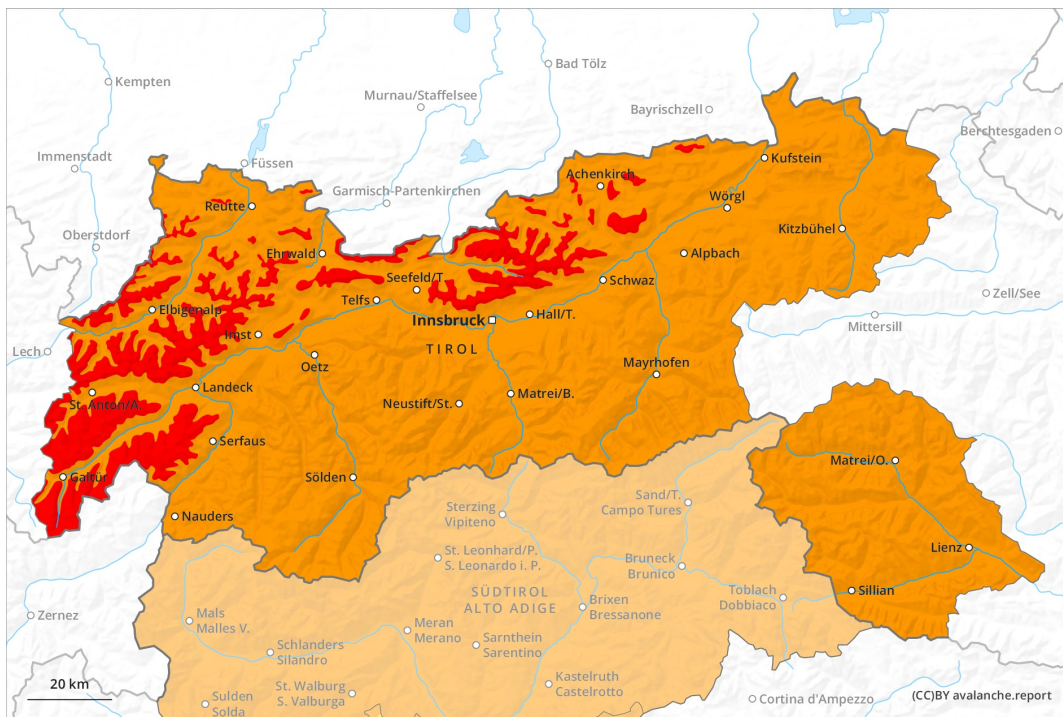 Bad Tölz
Kempten
Murnau/Staffelsee
Bayrischzell
Berchtesgaden
Immenstadt
Füssen
Kufstein
Achenkirch
Garmisch-Partenkirchen
Reutte
Wörgl
Oberstdorf
Kitzbühel
Ehrwald
Alpbach
Seefeld/T.
Schwaz
Zell/See
Telfs
Elbigenalp
Hall/T.
Innsbruck
Mittersill
Imst
TIROL
Lech
Oetz
Mayrhofen
Landeck
St. Anton/A.
Neustift/St.
Matrei/B.
Serfaus
Matrei/O.
Galtür
Sölden
Sand/T.
Campo Tures
Sterzing
Vipiteno
Nauders
Lienz
St. Leonhard/P.
S. Leonardo i. P.
Bruneck
Brunico
SÜDTIROL
ALTO ADIGE
Toblach
Dobbiaco
Sillian
Brixen
Bressanone
Zernez
Mals
Malles V.
Meran
Merano
Sarnthein
Sarentino
Schlanders
Silandro
20 km
St. Walburg
S. Valburga
Kastelruth
Castelrotto
Sulden
Solda
Cortina d'Ampezzo
(CC)BY avalanche.report